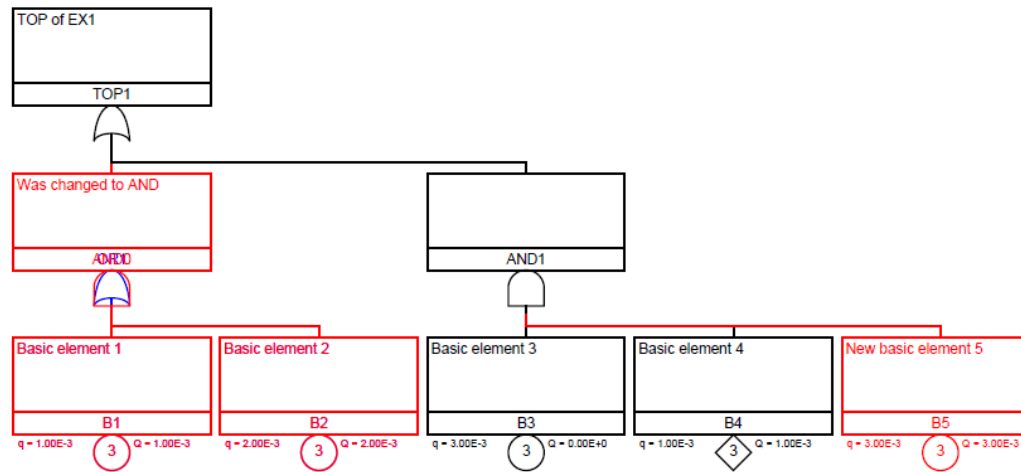 TOP of EX1
TOP1
Was changed to AND
AND1
Basic element 1
Basic element 2
Basic element 3
Basic element 4
New basic element 5
B1
B2
B3
B4
B5
q = 1.00E-3 3 Q = 1.00E-3 q = 2.00E-3 3 Q = 2.00E-3 q = 3.00E-3 3 Q = 0.00E+0 q = 1.00E-3 3 Q = 1.00E-3 q = 3.00E-3 3 Q = 3.00E-3